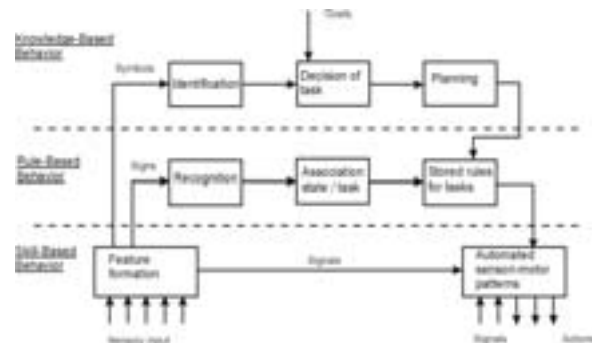 Goals
Knowledge-Based
Behavior
Symbols
Identification
Decision of
task
Planning
Rule-Based
Behavior
Signs
Recognition
Association
state / task
Stored rules
for tasks
Skill-Based
Behavior
Feature
formation
Signals
Automated
sensori-motor
patterns
Sensory input
Signals
Actions